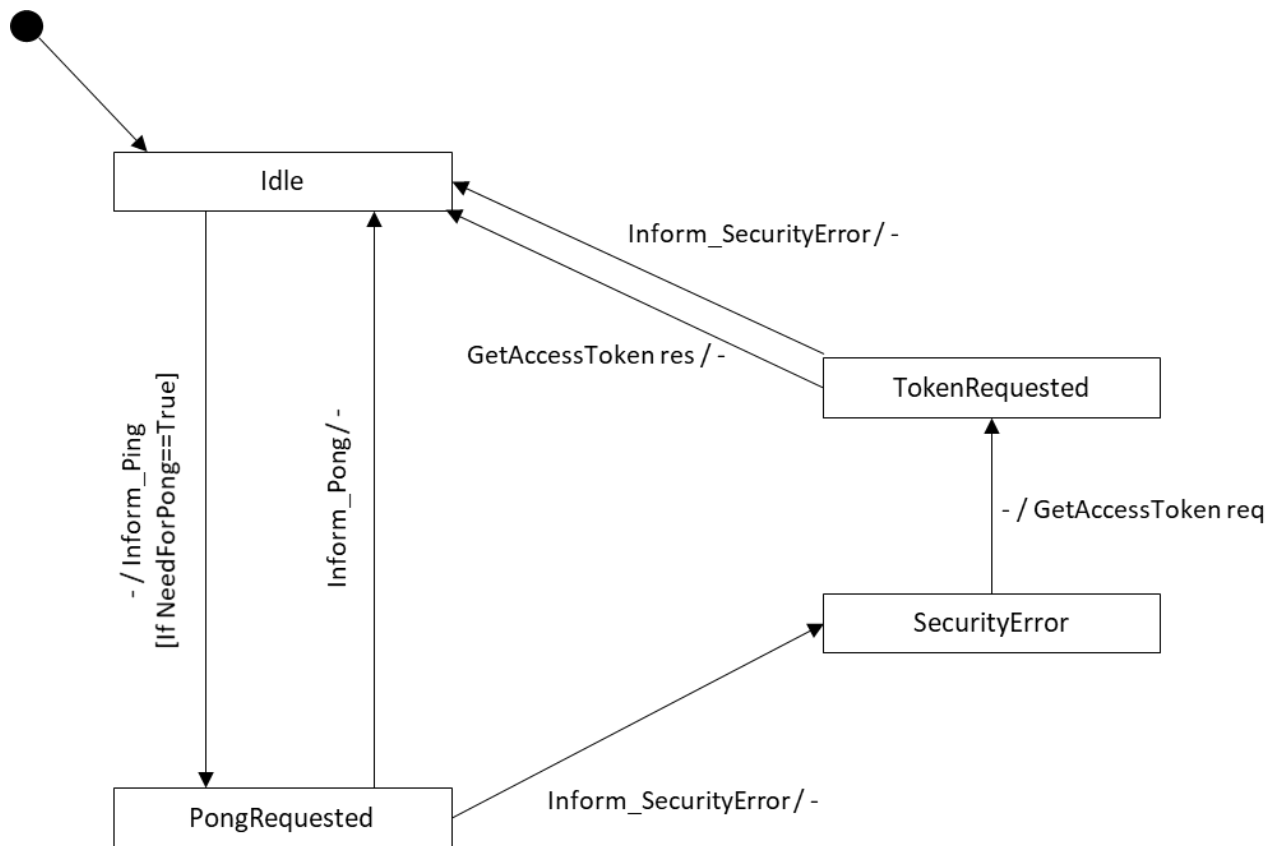 Idle
Inform_SecurityError / -
GetAccessToken res / -
TokenRequested
- / Inform_Ping
[If NeedForPong==True]
Inform_Pong / -
- / GetAccessToken req
SecurityError
Inform_SecurityError / -
PongRequested